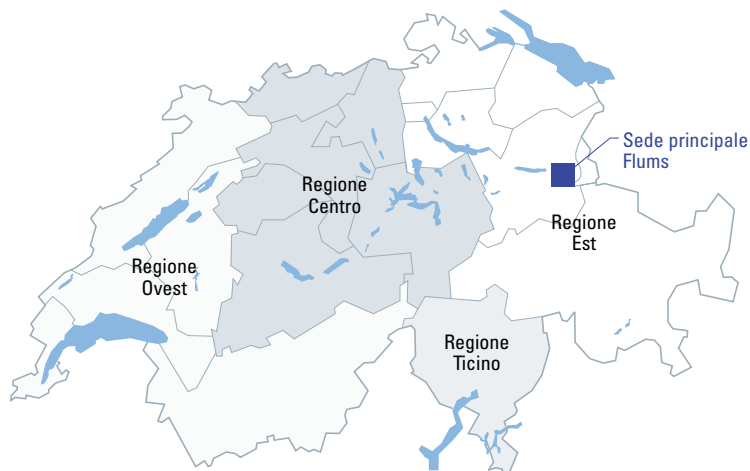 Sede principale
Flums
Regione
Centro
Regione
Est
Regione
Ovest
Regione
Ticino